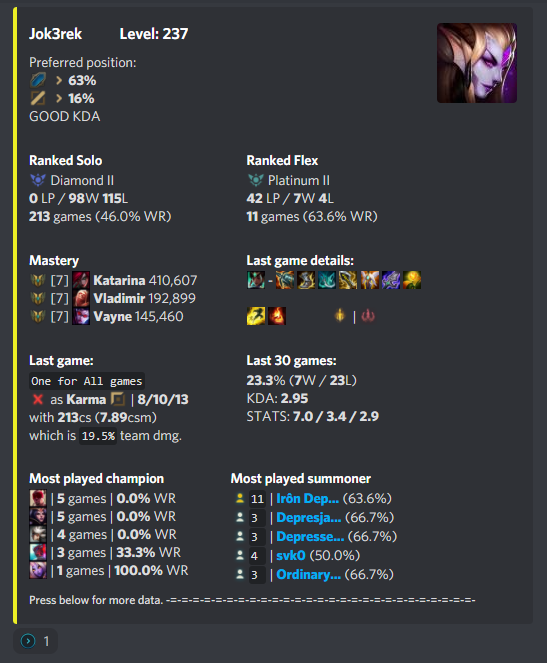 Jok3rek Level: 237
Preferred position:
> 63%
> 16%
GOOD KDA
Ranked Solo
Diamond II
0 LP / 98W 115L
213 games (46.0% WR)
Ranked Flex
Platinum II
42 LP / 7W 4L
11 games (63.6% WR)
Mastery
[7] Katarina 410,607
[7] Vladimir 192,899
[7] Vayne 145,460
Last game details:
-
|
Last game:
One for All games
as Karma | 8/10/13
with 213cs (7.89csm)
which is 19.5% team dmg.
Last 30 games:
23.3% (7W / 23L)
KDA: 2.95
STATS: 7.0 / 3.4 / 2.9
Most played champion
| 5 games | 0.0% WR
| 5 games | 0.0% WR
| 4 games | 0.0% WR
| 3 games | 33.3% WR
| 1 games | 100.0% WR
Most played summoner
11 | Irôn Dep... (63.6%)
3 | Depresja... (66.7%)
3 | Depresse... (66.7%)
4 | svk0 (50.0%)
3 | Ordinary... (66.7%)
Press below for more data. -=-=-=-=-=-=-=-=-=-=-=-=-=-=-=-=-=-=-=-=-=-=-=-=-=-=-
1